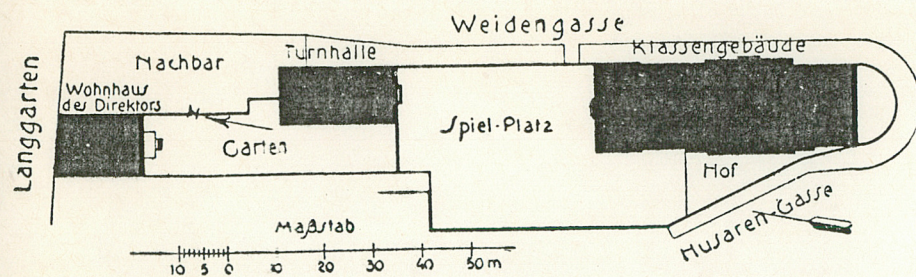 Weidengasse
Langgarten
Nachbar
Turnhalle
Klassengebäude
Wohnhaus
des Direktors
Garten
Spiel-Platz
Hof
Husaren-Gasse
N
Maßstab
10 5 0 10 20 30 40 50 m